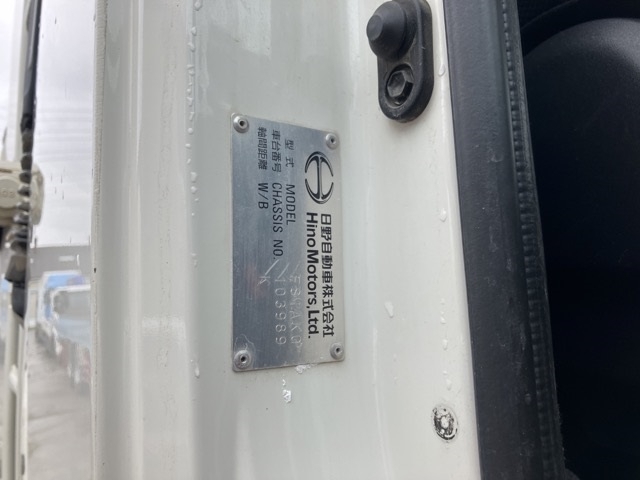 日野自動車株式会社
HinoMotors,Ltd.
型式 MODEL
車台番号 CHASSIS NO. 103989
軸間距離 W/B K